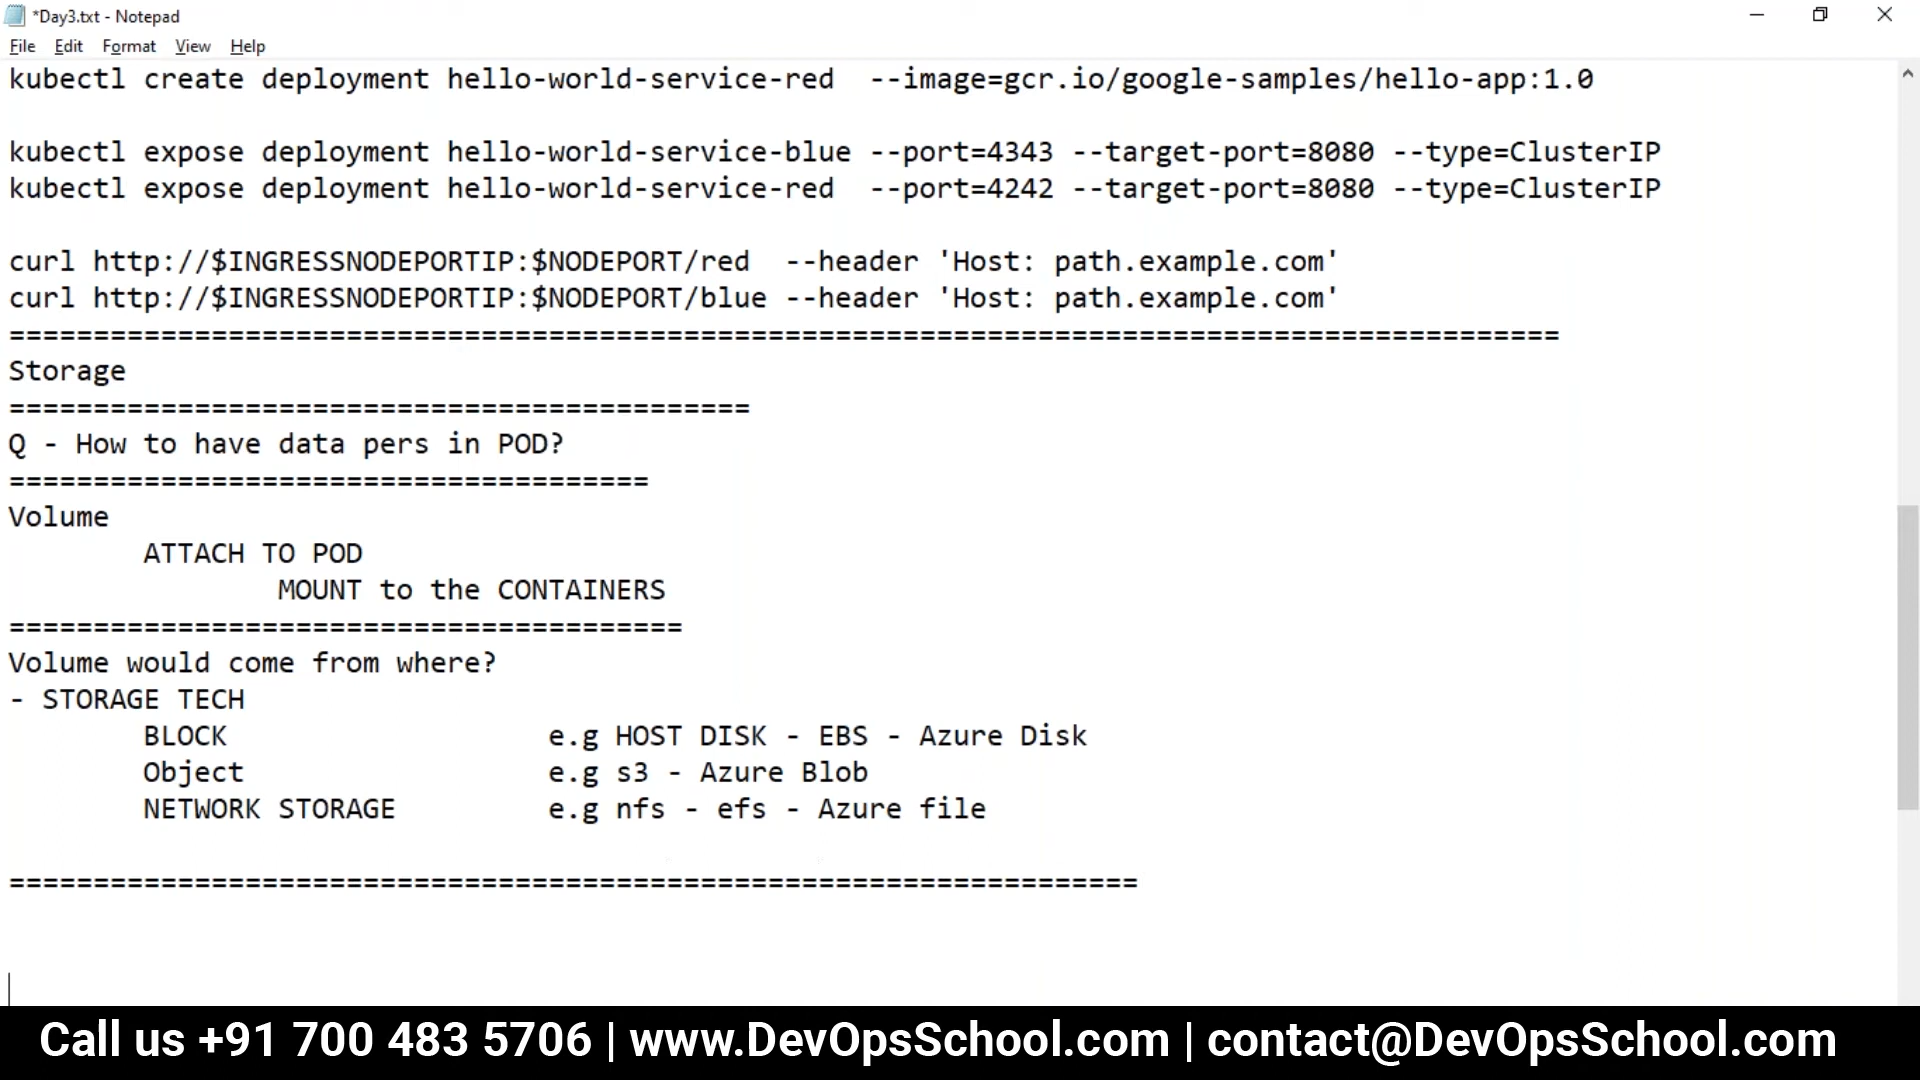 *Day3.txt - Notepad
File Edit Format View Help
kubectl create deployment hello-world-service-red  --image=gcr.io/google-samples/hello-app:1.0
kubectl expose deployment hello-world-service-blue --port=4343 --target-port=8080 --type=ClusterIP
kubectl expose deployment hello-world-service-red  --port=4242 --target-port=8080 --type=ClusterIP
curl http://$INGRESSNODEPORTIP:$NODEPORT/red  --header 'Host: path.example.com'
curl http://$INGRESSNODEPORTIP:$NODEPORT/blue --header 'Host: path.example.com'
============================================================================================
Storage
============================================
Q - How to have data pers in POD?
======================================
Volume
ATTACH TO POD
MOUNT to the CONTAINERS
========================================
Volume would come from where?
- STORAGE TECH
BLOCK e.g HOST DISK - EBS - Azure Disk
Object e.g s3 - Azure Blob
NETWORK STORAGE e.g nfs - efs - Azure file
===================================================================
Call us +91 700 483 5706 | www.DevOpsSchool.com | contact@DevOpsSchool.com